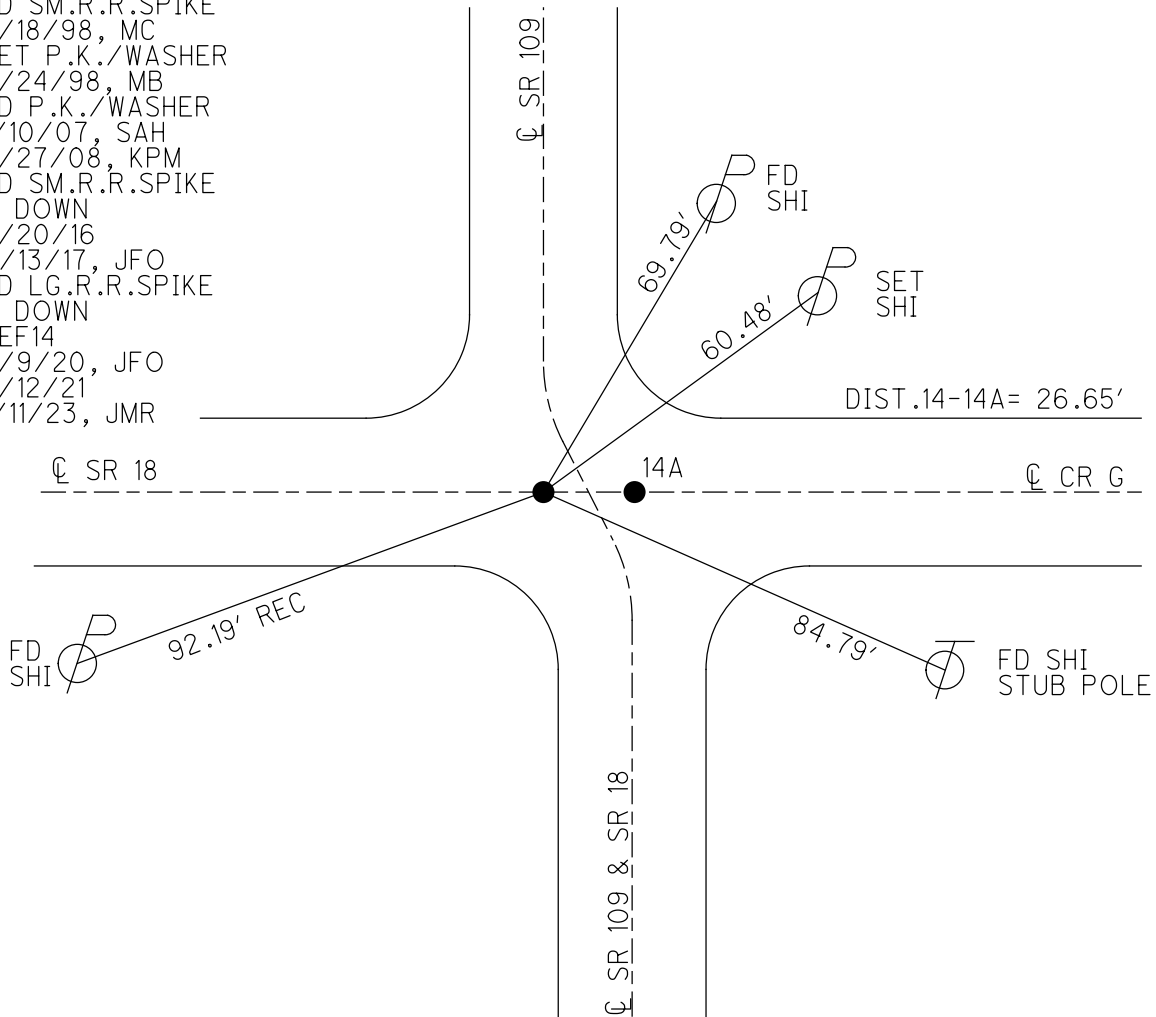 D SM.R.R.SPIKE
/18/98, MC
ET P.K./WASHER
/24/98, MB
D P.K./WASHER
/10/07, SAH
/27/08, KPM
D SM.R.R.SPIKE
DOWN
/20/16
/13/17, JFO
D LG.R.R.SPIKE
DOWN
EF14
/9/20, JFO
/12/21
/11/23, JMR
℄ SR 109
FD
SHI
69.79'
SET
SHI
60.48'
DIST.14-14A= 26.65'
℄ SR 18
14A
℄ CR G
92.19' REC
84.79'
FD
SHI
FD SHI
STUB POLE
℄ SR 109 & SR 18